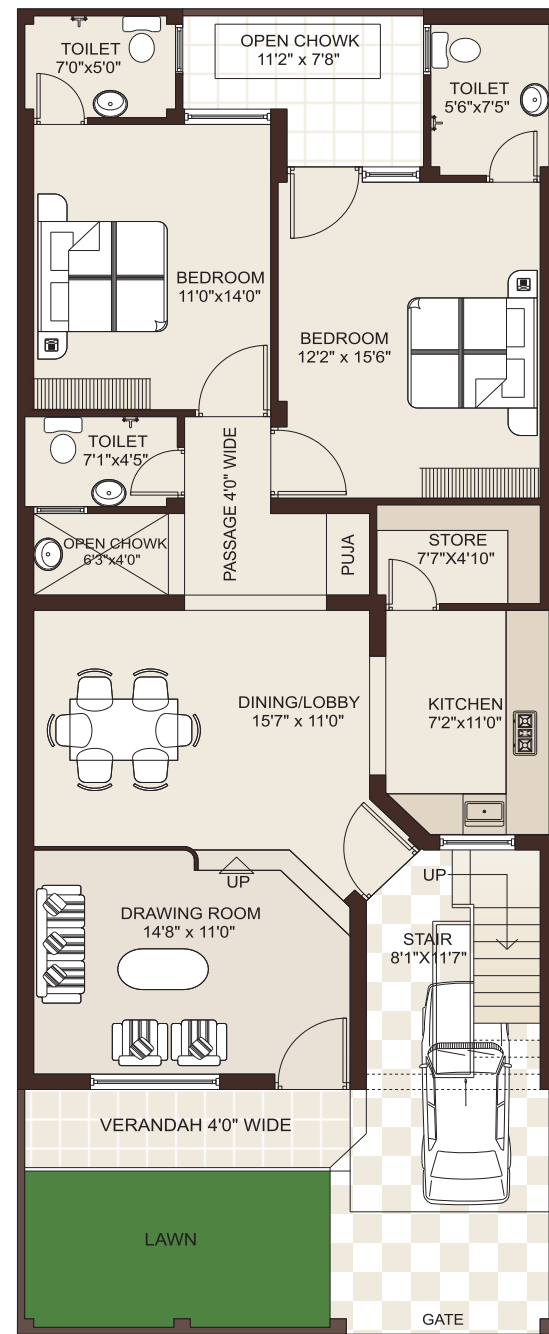 TOILET
7'0"x5'0"
OPEN CHOWK
11'2" x 7'8"
TOILET
5'6"x7'5"
BEDROOM
11'0"x14'0"
BEDROOM
12'2" x 15'6"
TOILET
7'1"x4'5"
PASSAGE 4'0" WIDE
OPEN CHOWK
6'3"x4'0"
PUJA
STORE
7'7"X4'10"
DINING/LOBBY
15'7" x 11'0"
KITCHEN
7'2"x11'0"
UP
UP
DRAWING ROOM
14'8" x 11'0"
STAIR
8'1"X11'7"
VERANDAH 4'0" WIDE
LAWN
GATE